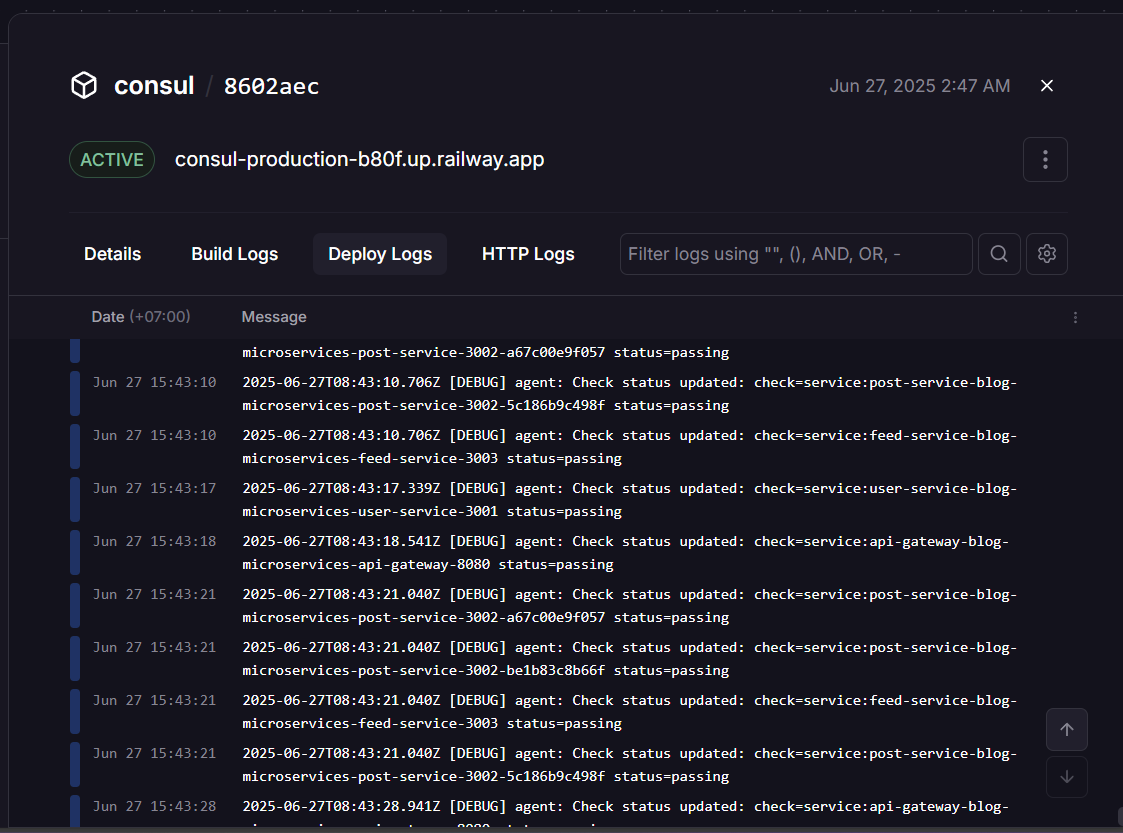 consul / 8602aec
Jun 27, 2025 2:47 AM
ACTIVE
consul-production-b80f.up.railway.app
Details
Build Logs
Deploy Logs
HTTP Logs
Filter logs using "", (), AND, OR, -
Date (+07:00)
Message
microservices-post-service-3002-a67c00e9f057 status=passing
Jun 27 15:43:10 2025-06-27T08:43:10.706Z [DEBUG] agent: Check status updated: check=service:post-service-blog-
microservices-post-service-3002-5c186b9c498f status=passing
Jun 27 15:43:10 2025-06-27T08:43:10.706Z [DEBUG] agent: Check status updated: check=service:feed-service-blog-
microservices-feed-service-3003 status=passing
Jun 27 15:43:17 2025-06-27T08:43:17.339Z [DEBUG] agent: Check status updated: check=service:user-service-blog-
microservices-user-service-3001 status=passing
Jun 27 15:43:18 2025-06-27T08:43:18.541Z [DEBUG] agent: Check status updated: check=service:api-gateway-blog-
microservices-api-gateway-8080 status=passing
Jun 27 15:43:21 2025-06-27T08:43:21.040Z [DEBUG] agent: Check status updated: check=service:post-service-blog-
microservices-post-service-3002-a67c00e9f057 status=passing
Jun 27 15:43:21 2025-06-27T08:43:21.040Z [DEBUG] agent: Check status updated: check=service:post-service-blog-
microservices-post-service-3002-be1b83c8b66f status=passing
Jun 27 15:43:21 2025-06-27T08:43:21.040Z [DEBUG] agent: Check status updated: check=service:feed-service-blog-
microservices-feed-service-3003 status=passing
Jun 27 15:43:21 2025-06-27T08:43:21.040Z [DEBUG] agent: Check status updated: check=service:post-service-blog-
microservices-post-service-3002-5c186b9c498f status=passing
Jun 27 15:43:28 2025-06-27T08:43:28.941Z [DEBUG] agent: Check status updated: check=service:api-gateway-blog-